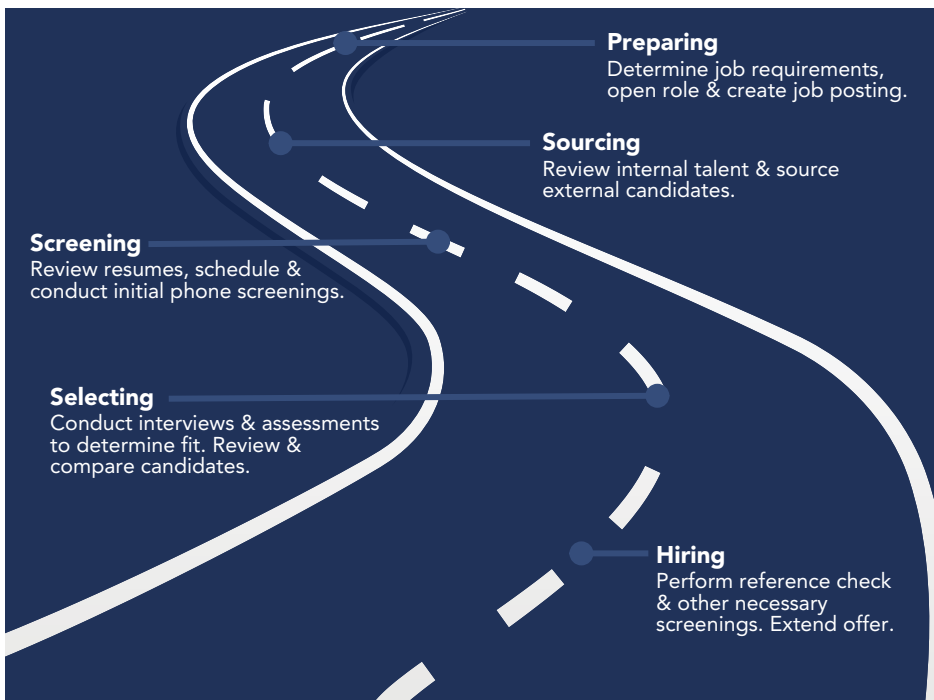 Preparing
Determine job requirements,
open role & create job posting.
Sourcing
Review internal talent & source
external candidates.
Screening
Review resumes, schedule &
conduct initial phone screenings.
Selecting
Conduct interviews & assessments
to determine fit. Review &
compare candidates.
Hiring
Perform reference check
& other necessary
screenings. Extend offer.